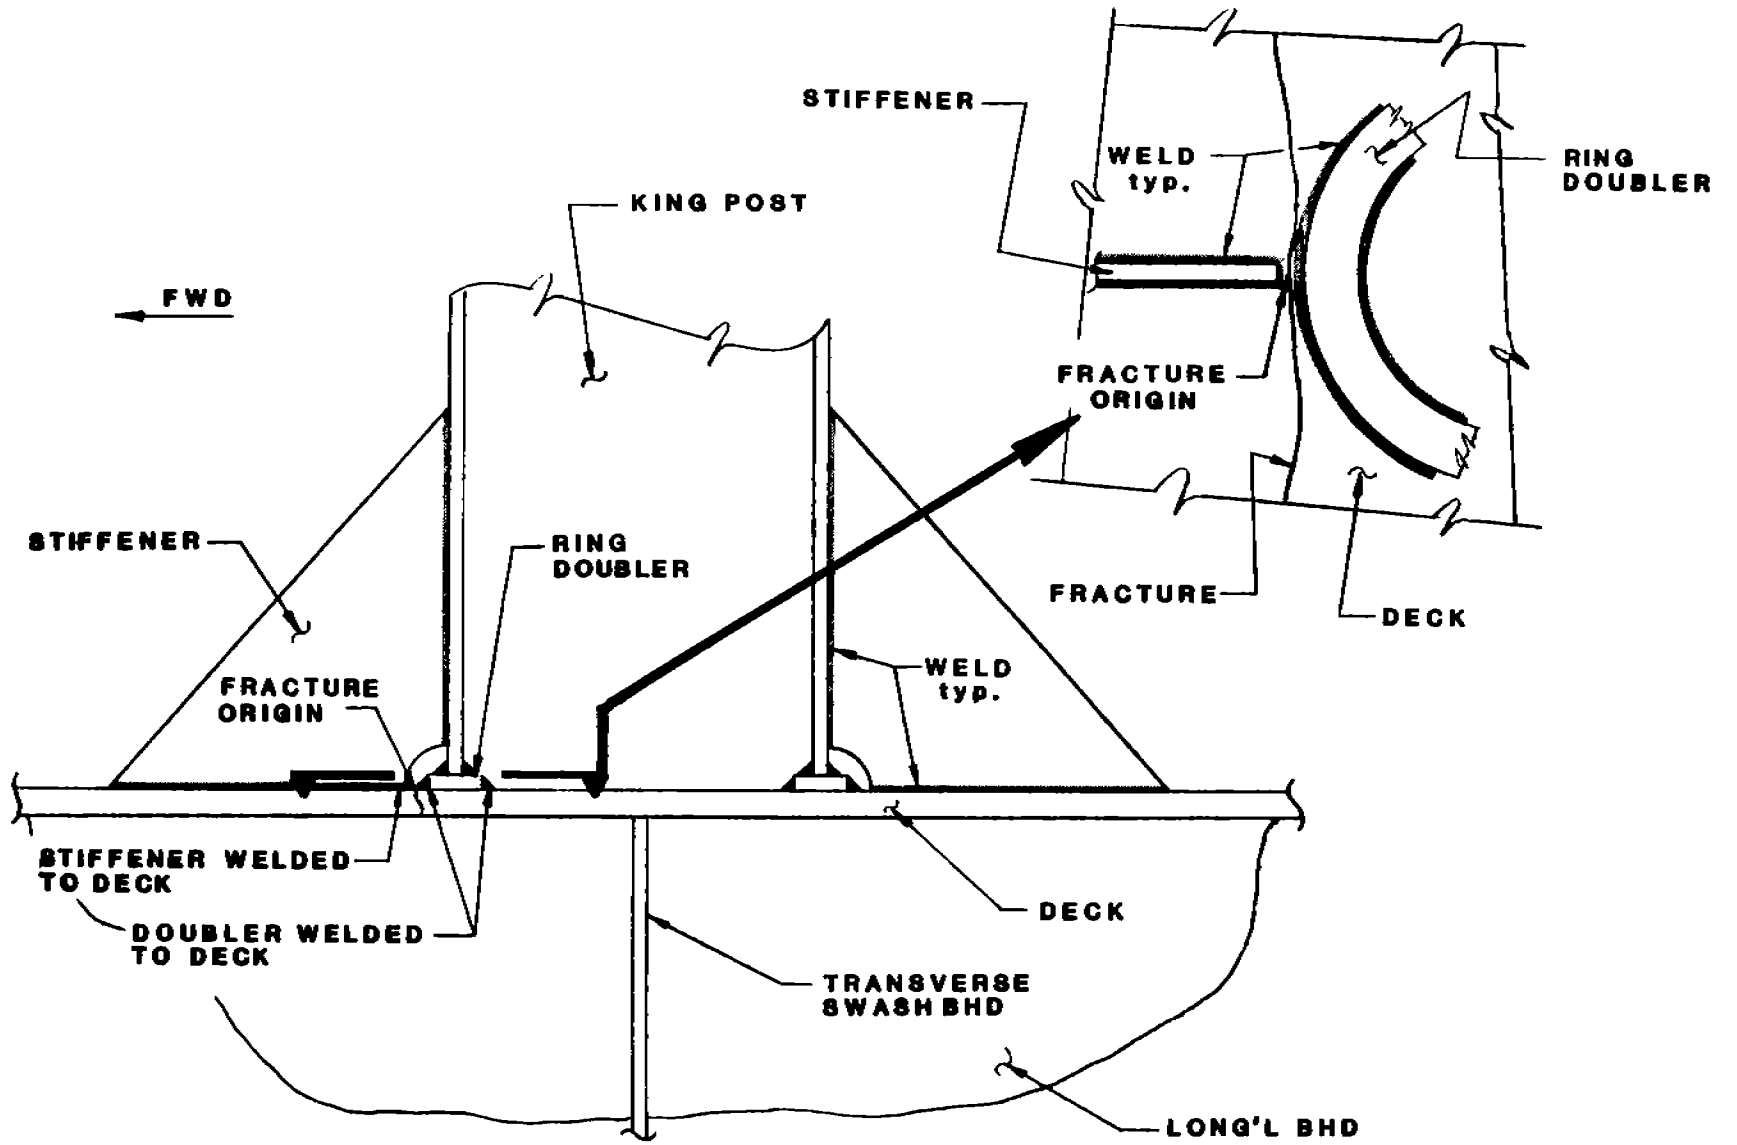 STIFFENER
WELD
typ.
RING
DOUBLER
KING POST
FWD
FRACTURE
ORIGIN
STIFFENER
RING
DOUBLER
FRACTURE
DECK
WELD
typ.
FRACTURE
ORIGIN
STIFFENER WELDED
TO DECK
DOUBLER WELDED
TO DECK
DECK
TRANSVERSE
SWASH BHD
LONG'L BHD